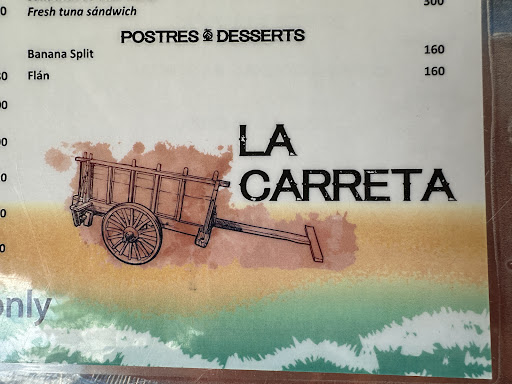 Fresh tuna sándwich
300
POSTRES & DESSERTS
Banana Split 160
Flán 160
LA
CARRETA
only